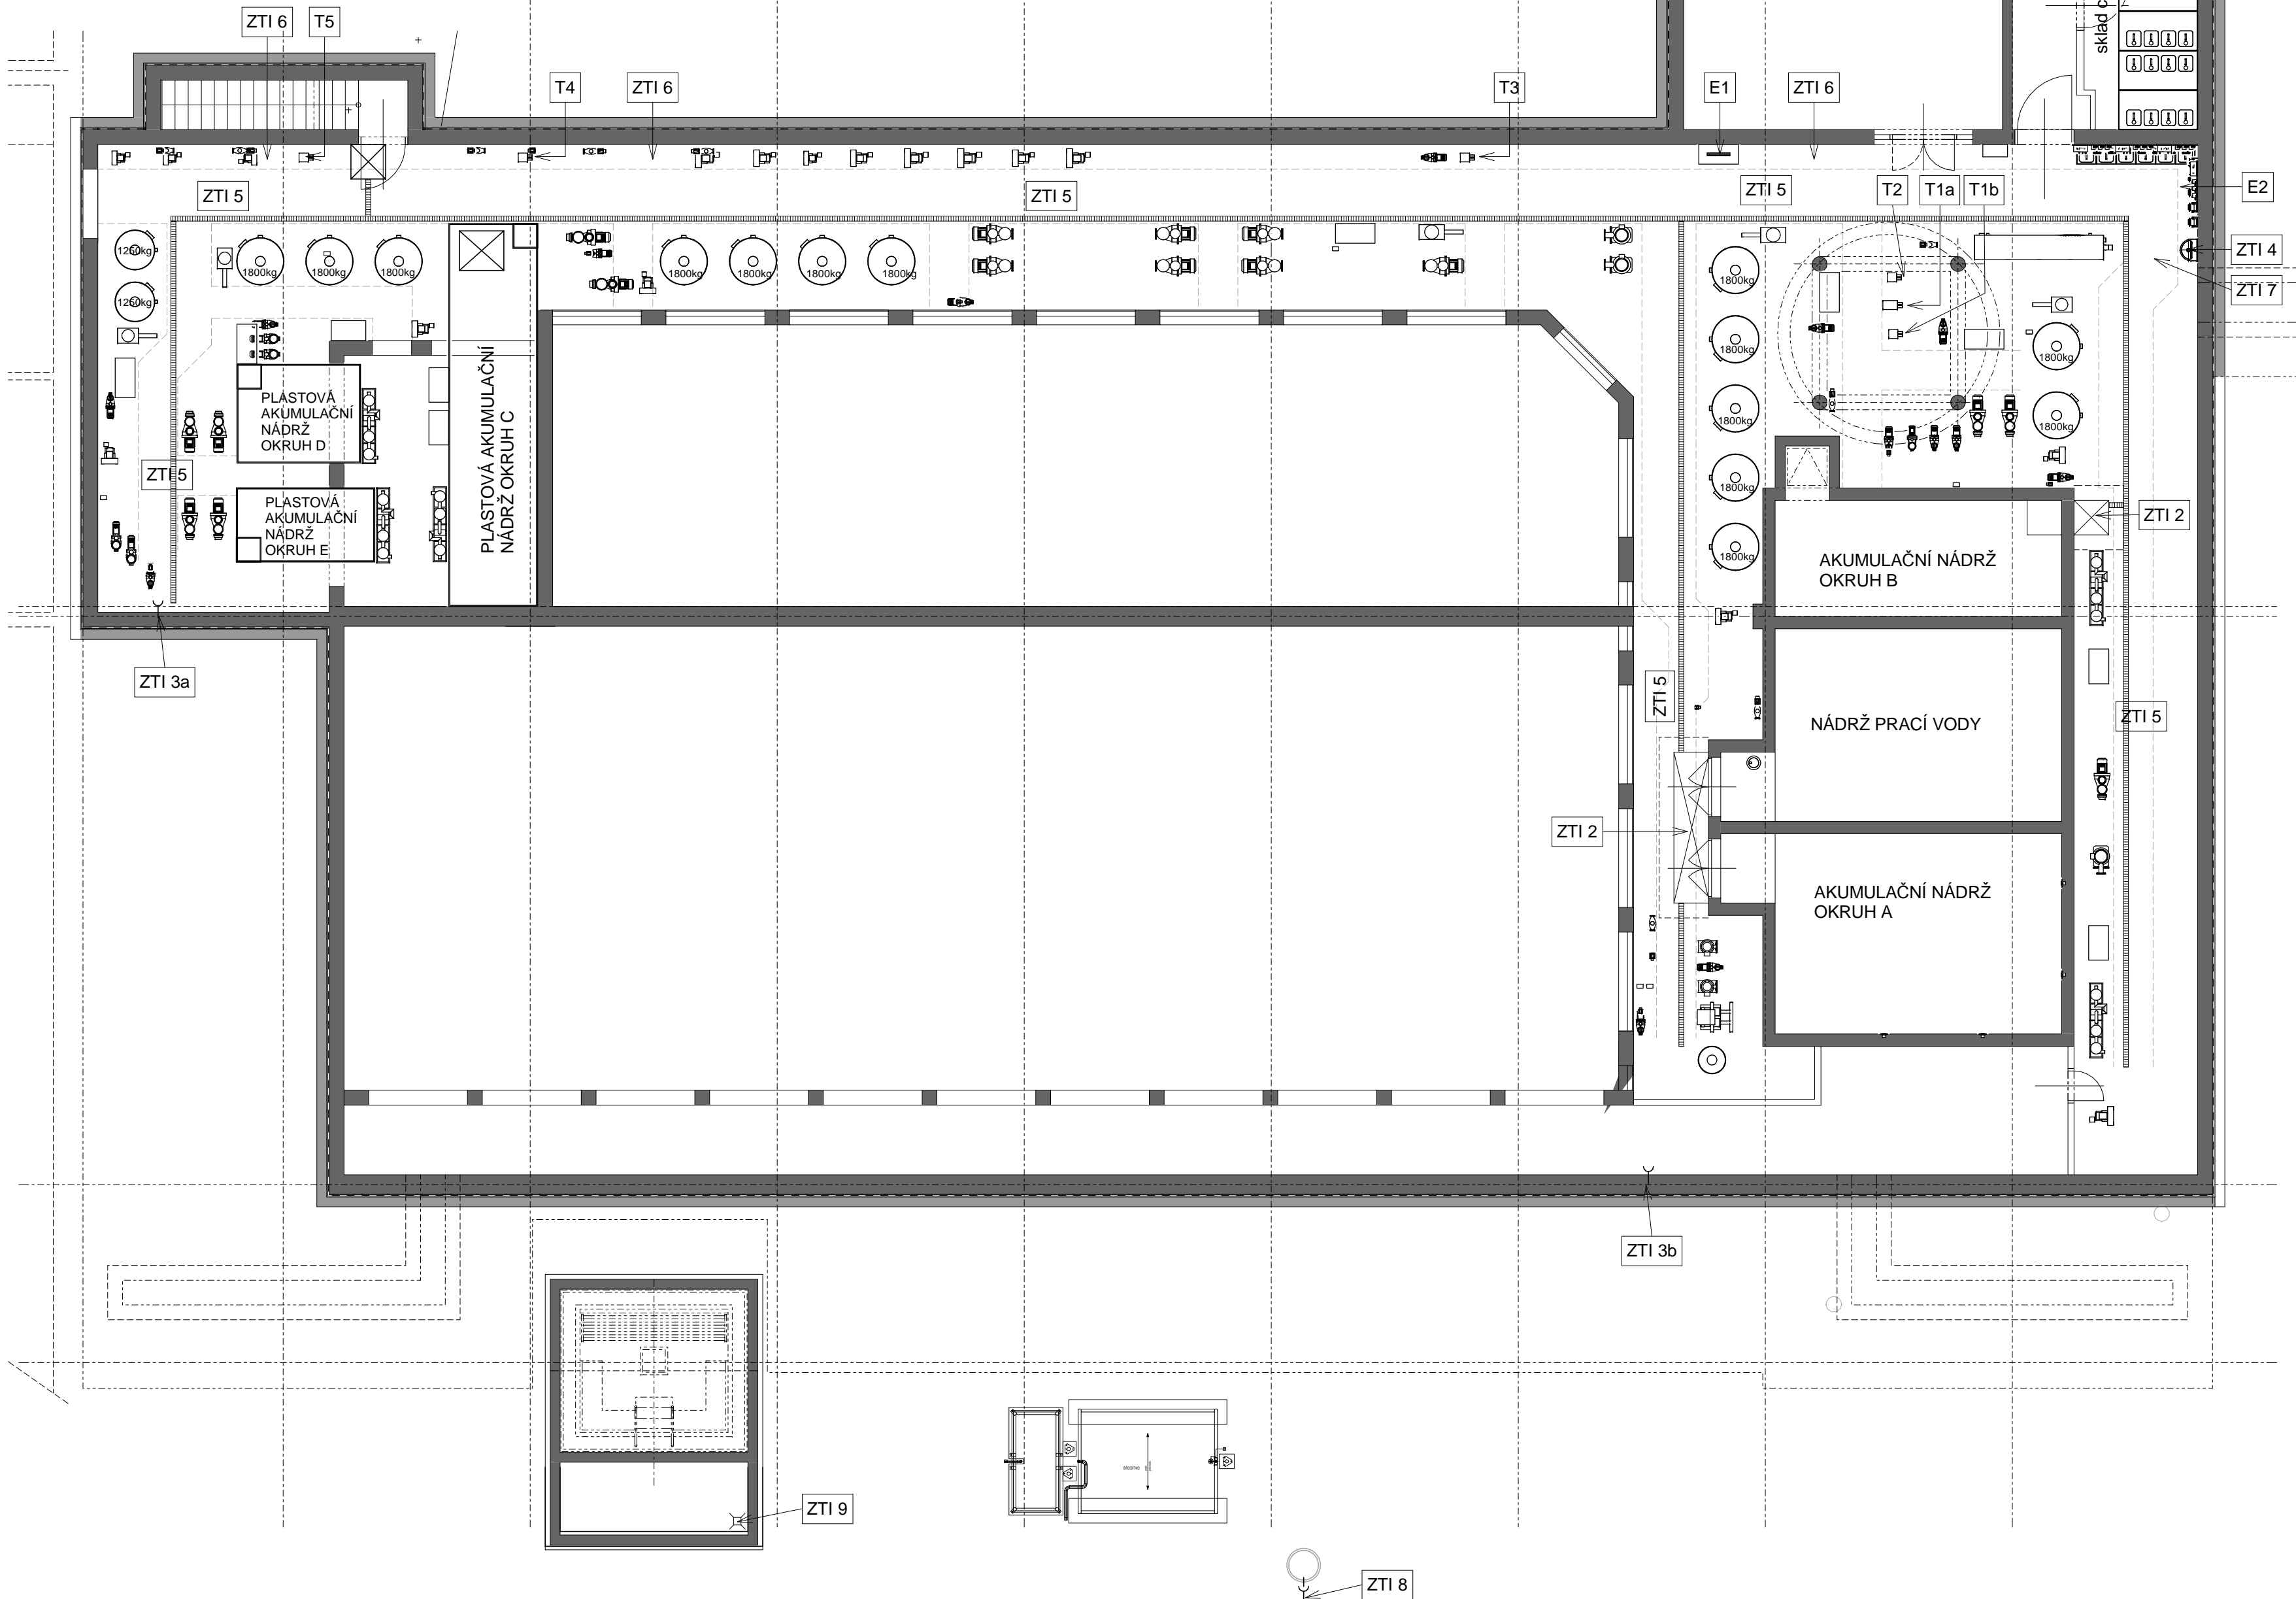 ZTI 6
T5
sklad c
T4
ZTI 6
T3
E1
ZTI 6
ZTI 5
ZTI 5
ZTI 5
T2
T1a
T1b
E2
ZTI 4
ZTI 7
1250kg
1250kg
1800kg
1800kg
1800kg
1800kg
1800kg
1800kg
1800kg
1800kg
1800kg
1800kg
1800kg
1800kg
1800kg
1800kg
PLASTOVÁ
AKUMULAČNÍ
NÁDRŽ
OKRUH D
PLASTOVÁ AKUMULAČNÍ
NÁDRŽ OKRUH C
ZTI 5
PLASTOVÁ
AKUMULAČNÍ
NÁDRŽ
OKRUH E
ZTI 2
AKUMULAČNÍ NÁDRŽ
OKRUH B
ZTI 3a
ZTI 5
NÁDRŽ PRACÍ VODY
ZTI 5
ZTI 2
AKUMULAČNÍ NÁDRŽ
OKRUH A
ZTI 3b
ZTI 9
ZTI 8